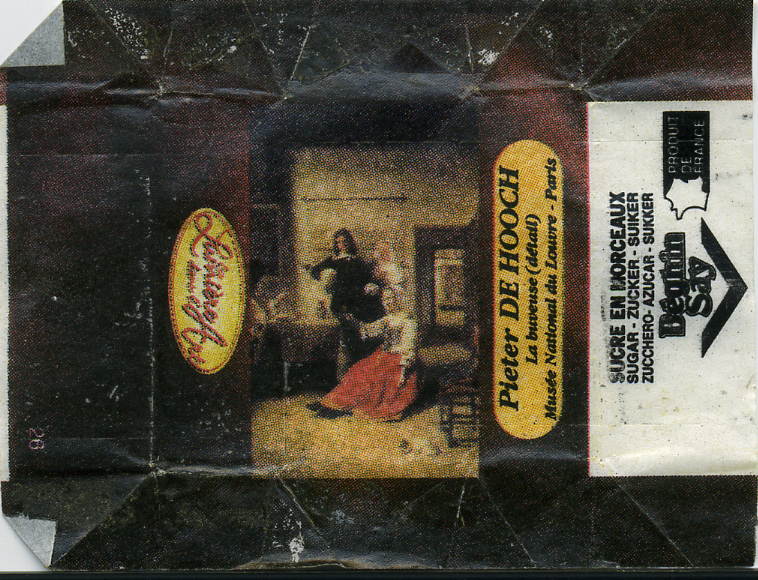 Pieter DE HOOCH
La buveuse (détail)
Musée National du Louvre - Paris
SUCRE EN MORCEAUX
SUGAR - ZUCKER - SUIKER
ZUCCHERO - AZUCAR - SUKKER
Béghin
Say
PRODUIT
DE
FRANCE
26